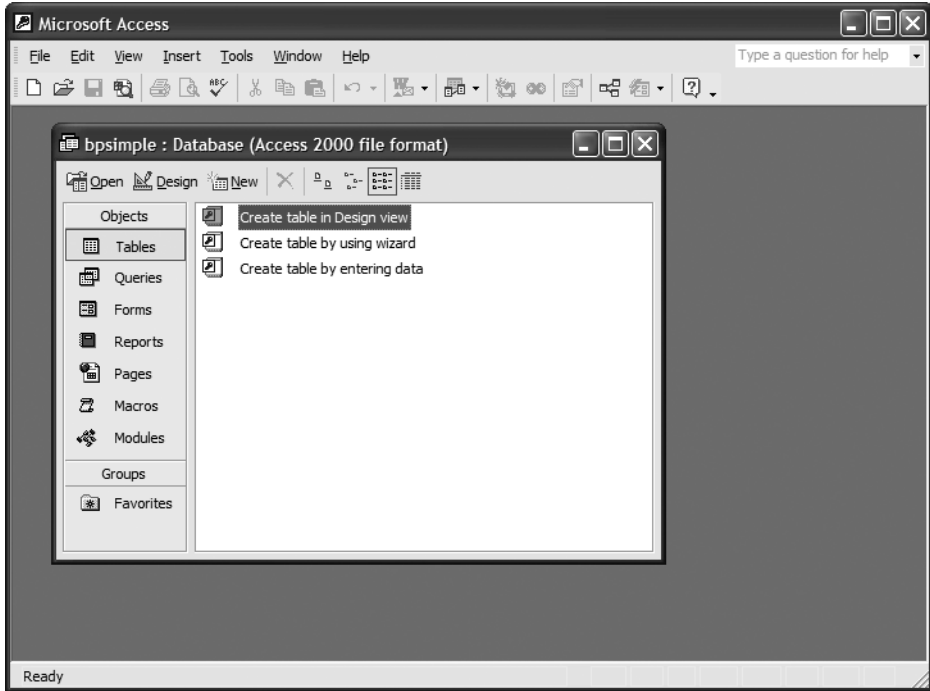 Microsoft Access
File Edit View Insert Tools Window Help Type a question for help
bpsimple : Database (Access 2000 file format)
Open Design New
Objects
Tables
Queries
Forms
Reports
Pages
Macros
Modules
Groups
Favorites
Create table in Design view
Create table by using wizard
Create table by entering data
Ready